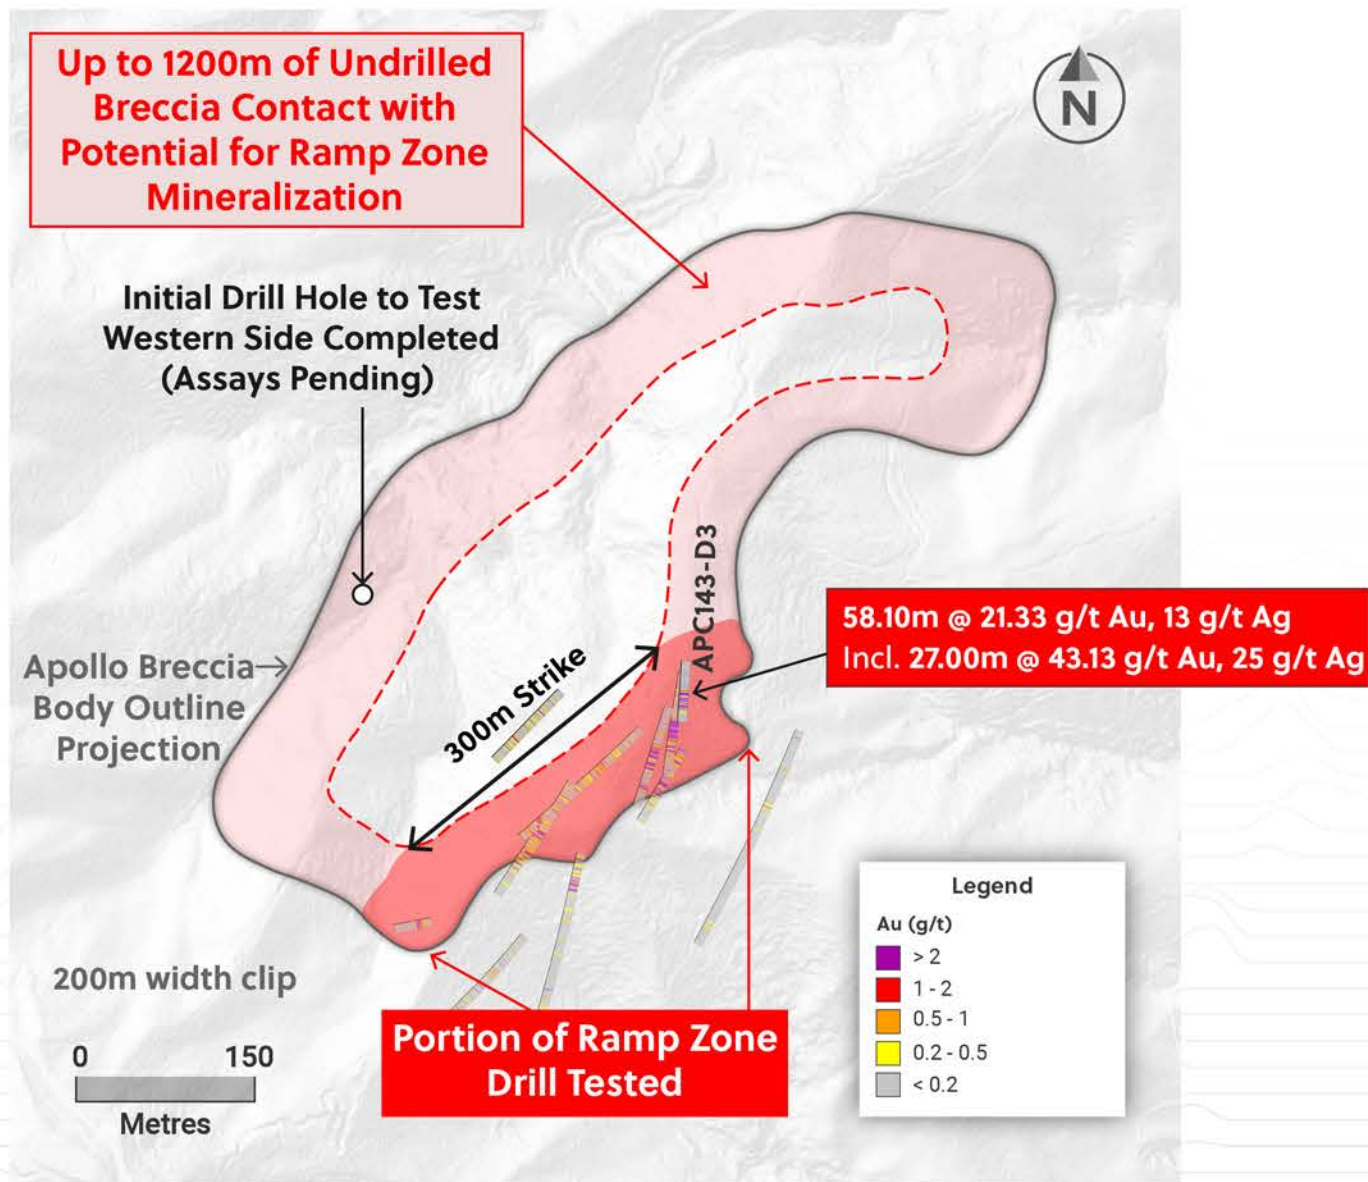 Up to 1200m of Undrilled
Breccia Contact with
Potential for Ramp Zone
Mineralization
N
Initial Drill Hole to Test
Western Side Completed
(Assays Pending)
APC143-D3
58.10m @ 21.33 g/t Au, 13 g/t Ag
Incl. 27.00m @ 43.13 g/t Au, 25 g/t Ag
Apollo Breccia
Body Outline
Projection
300m Strike
Legend
Au (g/t)
> 2
1 - 2
0.5 - 1
0.2 - 0.5
< 0.2
200m width clip
Portion of Ramp Zone
Drill Tested
0 150
Metres